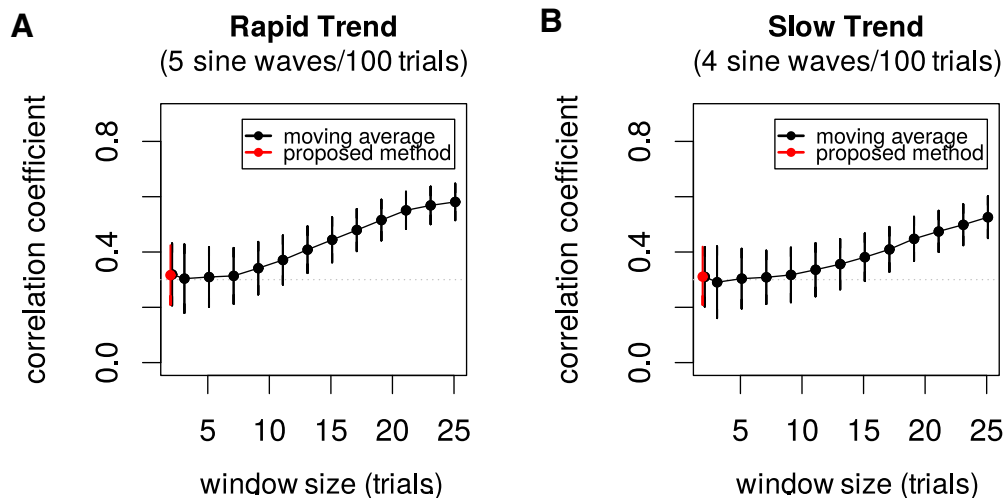 A
Rapid Trend
(5 sine waves/100 trials)
correlation coefficient
0.8
0.4
0.0
moving average
proposed method
5 10 15 20 25
window size (trials)
B
Slow Trend
(4 sine waves/100 trials)
correlation coefficient
0.8
0.4
0.0
moving average
proposed method
5 10 15 20 25
window size (trials)